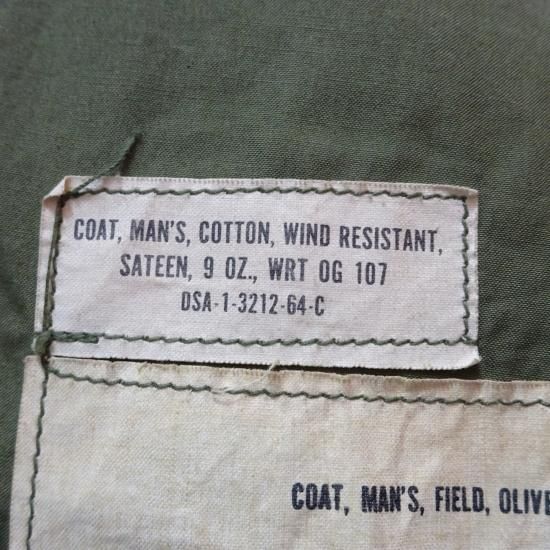 COAT, MAN'S, COTTON, WIND RESISTANT,
SATEEN, 9 OZ., WRT OG 107
DSA-1-3212-64-C
COAT, MAN'S, FIELD, OLIVE